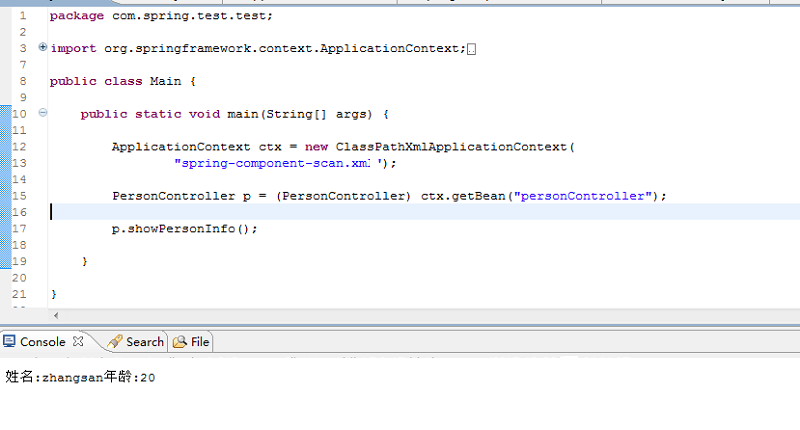 1 package com.spring.test.test;
2
3 import org.springframework.context.ApplicationContext;
7
8 public class Main {
9
10 public static void main(String[] args) {
11
12 ApplicationContext ctx = new ClassPathXmlApplicationContext(
13 "spring-component-scan.xml");
14
15 PersonController p = (PersonController) ctx.getBean("personController");
16
17 p.showPersonInfo();
18
19 }
20
21 }
Console Search File
姓名:zhangsan年龄:20